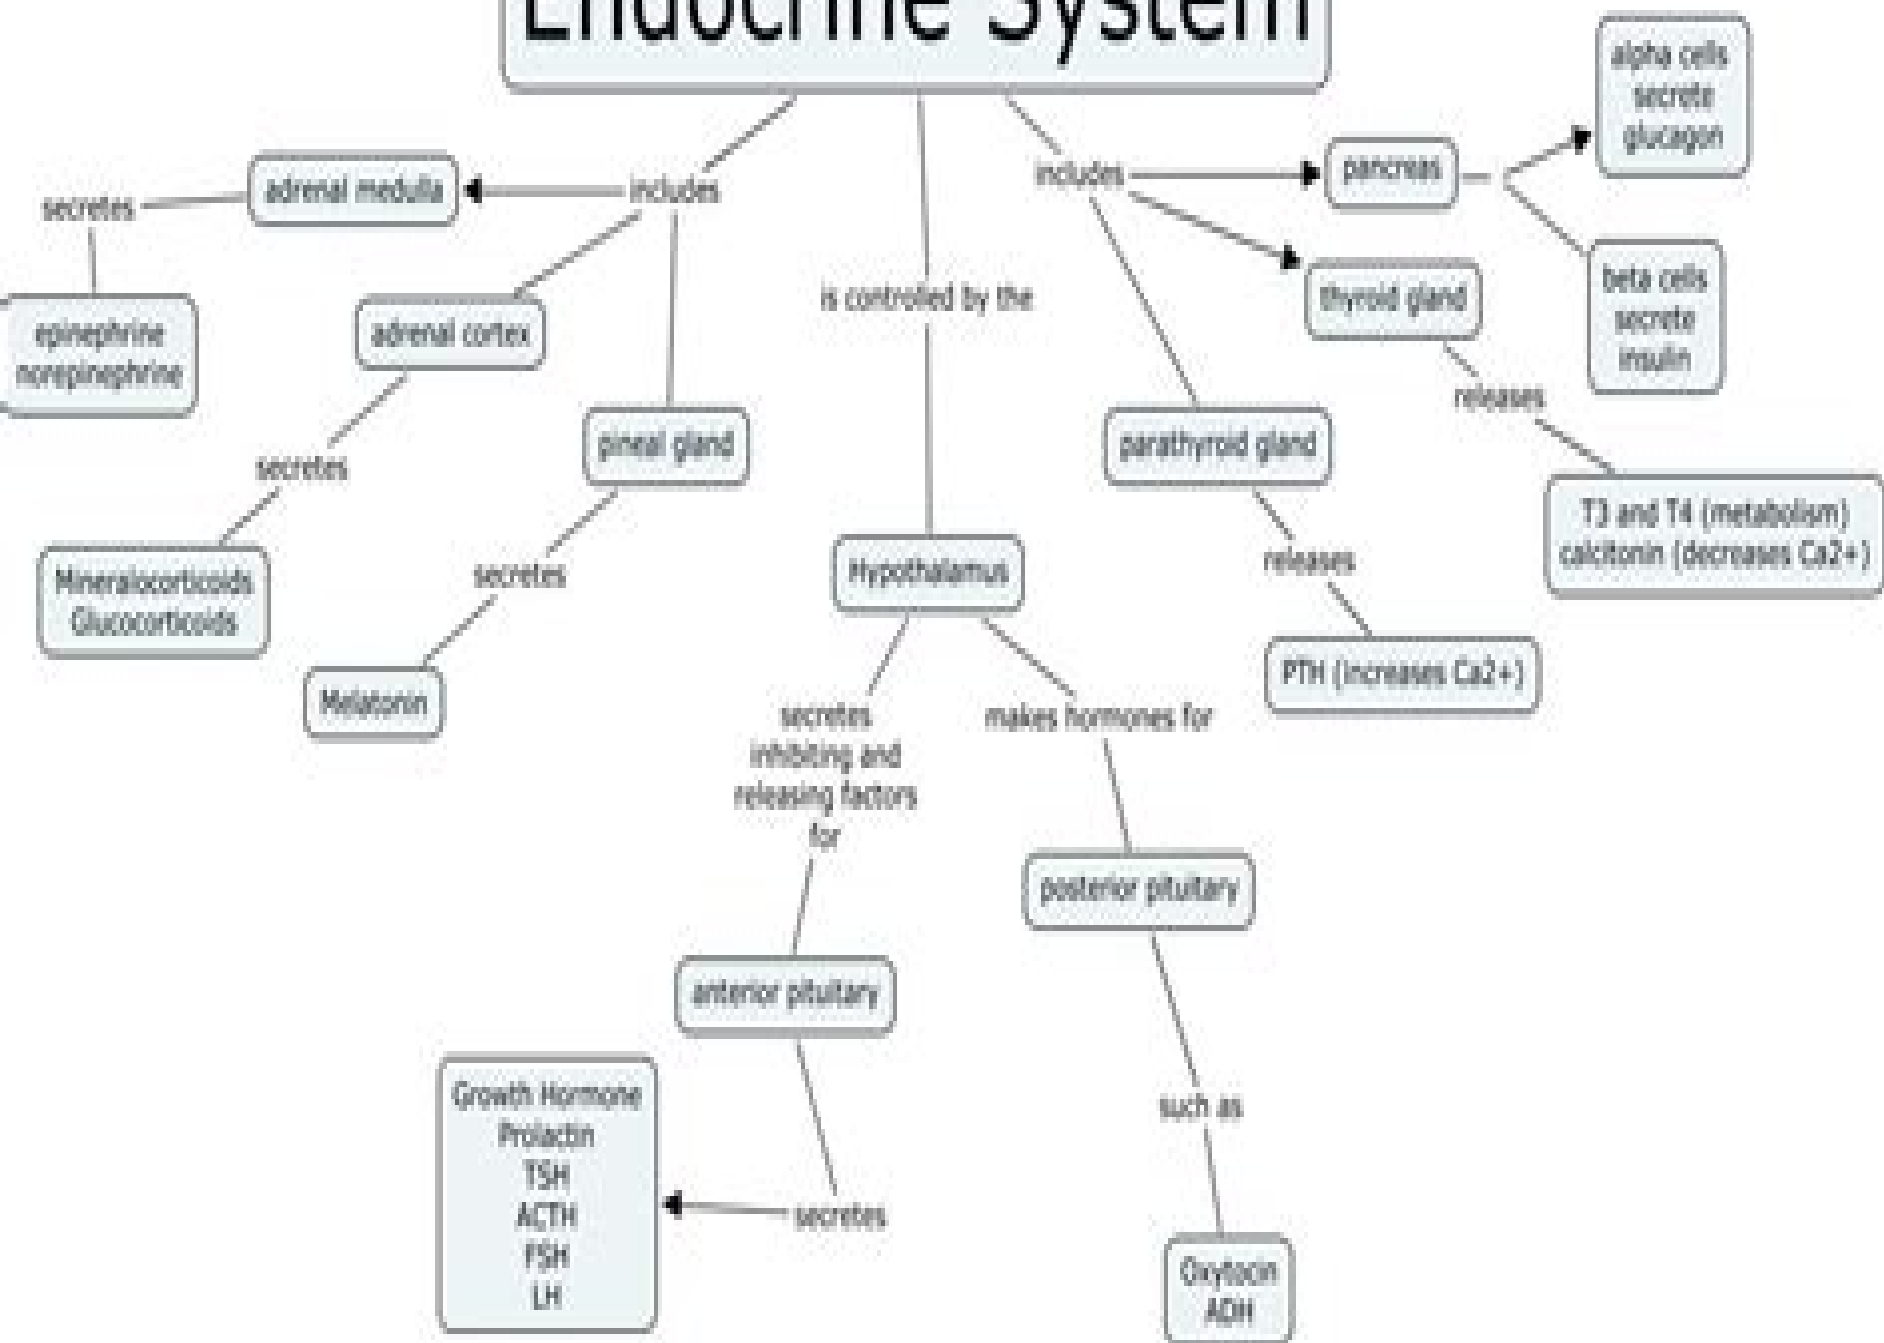 Endocrine System
alpha cells
secrete
glucagon
adrenal medulla
includes
includes
pancreas
secretes
beta cells
secrete
insulin
thyroid gland
is controlled by the
epinephrine
norepinephrine
adrenal cortex
releases
pineal gland
parathyroid gland
secretes
T3 and T4 (metabolism)
calcitonin (decreases Ca2+)
Hypothalamus
releases
secretes
Mineralocorticoids
Glucocorticoids
PTH (increases Ca2+)
Melatonin
secretes
inhibiting and
releasing factors
for
makes hormones for
posterior pituitary
anterior pituitary
Growth Hormone
Prolactin
TSH
ACTH
FSH
LH
such as
secretes
Oxytocin
ADH